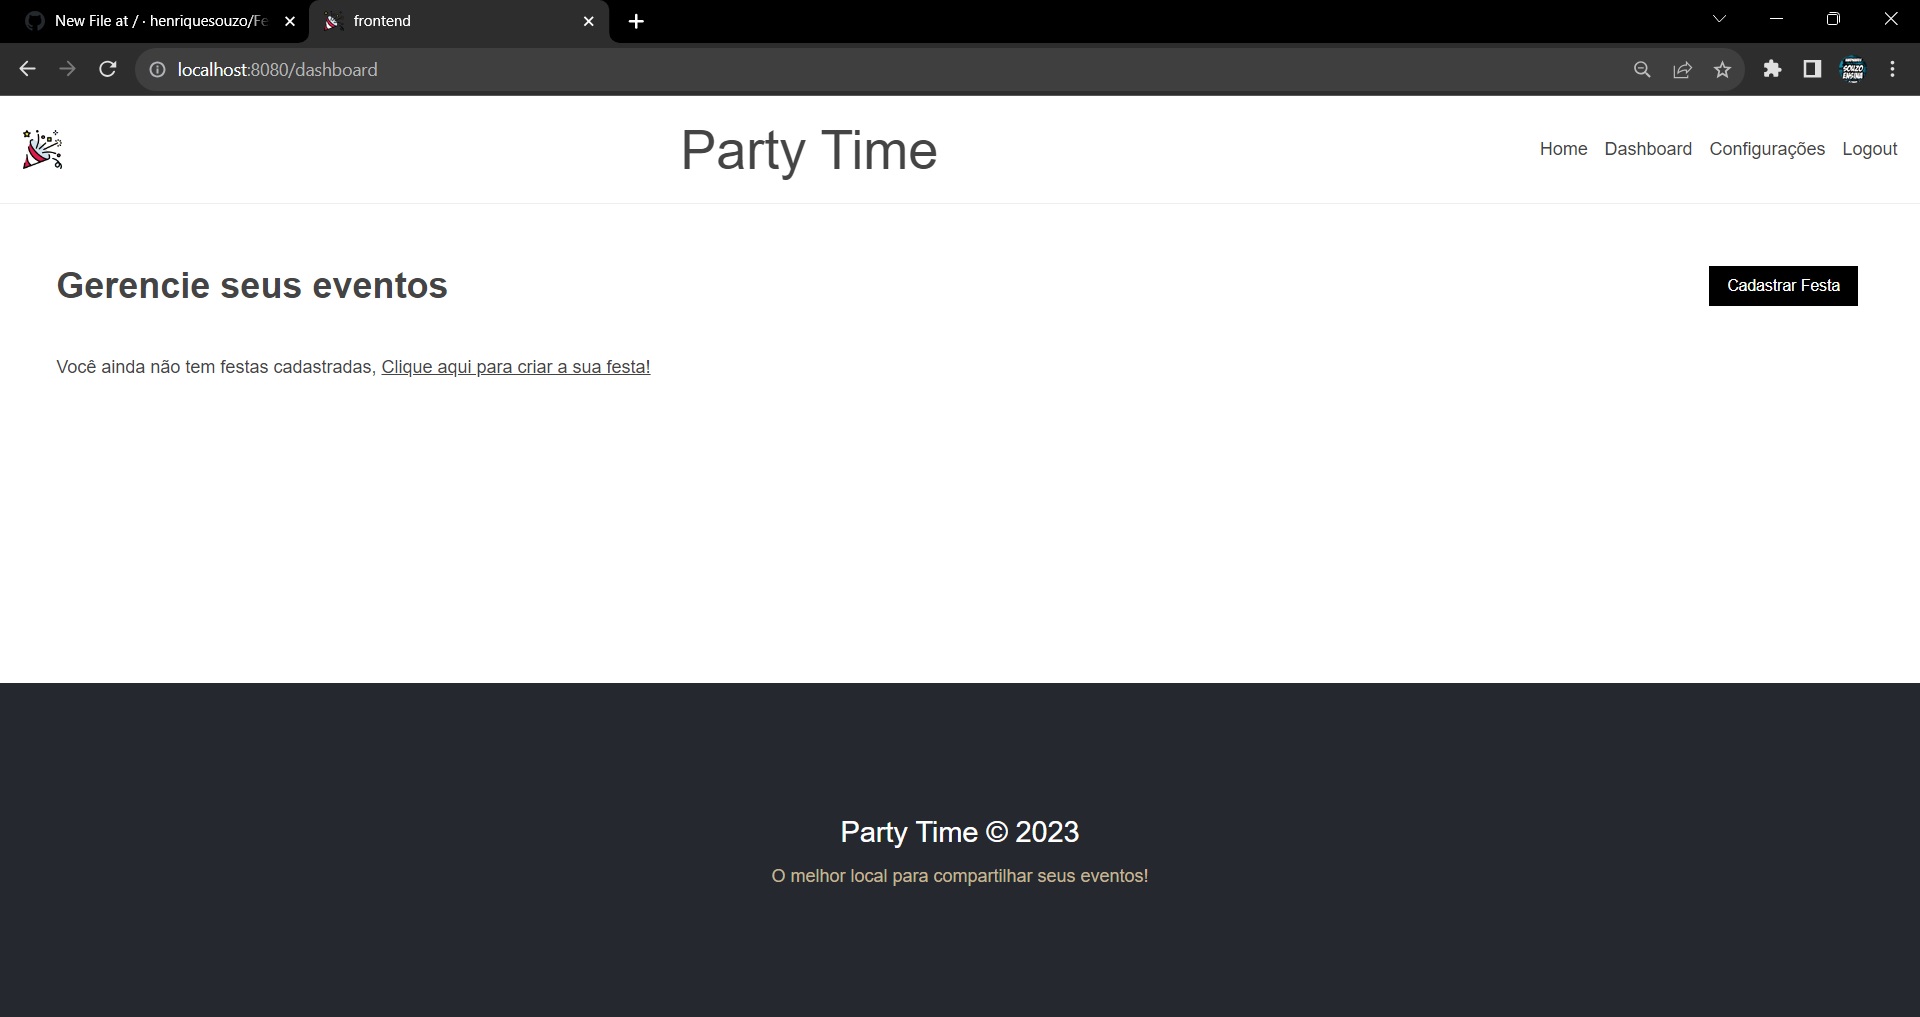 New File at / · henriquesouzo/Fe
frontend
localhost:8080/dashboard
SOUZO
ENSINA
Party Time
Home Dashboard Configurações Logout
Gerencie seus eventos
Cadastrar Festa
Você ainda não tem festas cadastradas, Clique aqui para criar a sua festa!
Party Time © 2023
O melhor local para compartilhar seus eventos!